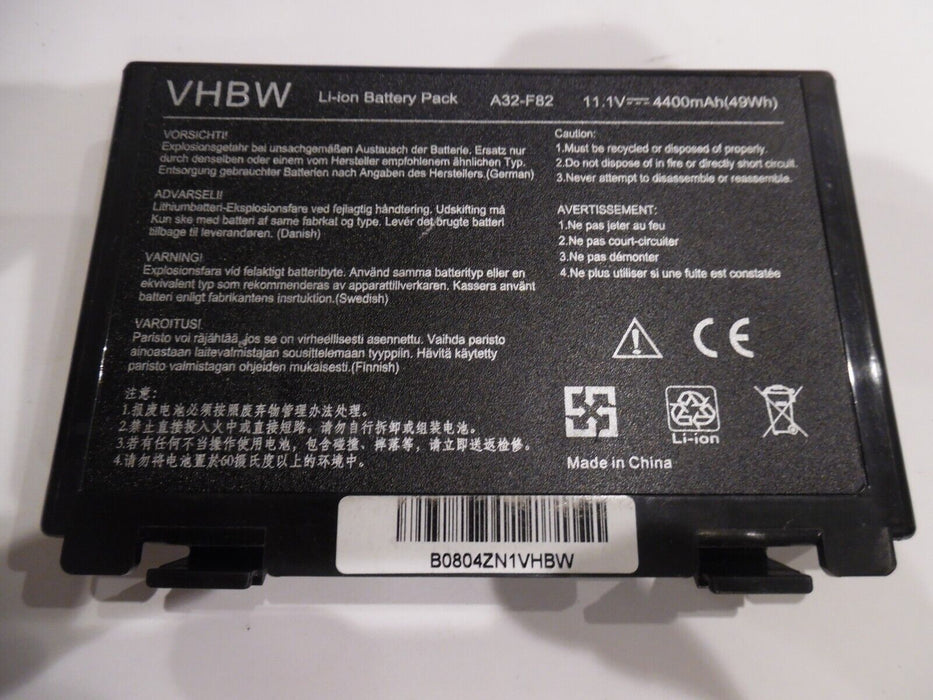 VHBW Li-ion Battery Pack A32-F82 11.1V⎓4400mAh(49Wh)
VORSICHT!
Explosionsgetahr bei unsachgemäßen Austausch der Batterie. Ersatz nur
durch denselben oder einem vom Hersteller empfohlenem ähnlichen Typ.
Entsorgung gebrauchter Batterien nach Angaben des Herstellers.(German)
ADVARSEL!!
Lithiumbatteri-Eksplosionsfare ved fejlagtig håndtering. Udskifting må
Kun ske med batteri af same fabrkat og type. Levér det brugte batteri
tilbage til leverandøren. (Danish)
VARNING!
Explosionsfara vid felaktigt batteribyte. Använd samma batterityp eller en
ekvivalent typ som rekommenderas av apparattillverkaren. Kassera använt
batteri enligt fabrikantens insrtuktion.(Swedish)
VAROITUS!
Paristo voi räjähtää,jos se on virheellisesti asennettu. Vaihda paristo
ainoastaan laitevalmistajan sousittelemaan tyyppiin. Hävitä käytetty
paristo valmistagan ohjeiden mukaisesti.(Finnish)
注意:
1.报废电池必须按照废弃物管理办法处理。
2.禁止直接投入火中或直接短路。请勿自行拆卸或组装电池。
3.若有任何不当操作使用电池，包含碰撞、摔落等，请立即送返检修。
4.请勿将电池置於60摄氏度以上的环境中。
Caution:
1.Must be recycled or disposed of properly.
2.Do not dispose of in fire or directly short circuit.
3.Never attempt to disassemble or reassemble.
AVERTISSEMENT:
1.Ne pas jeter au feu
2.Ne pas court-circuiter
3.Ne pas démonter
4.Ne plus utiliser si une fuite est constatée
CE
Li-ion
Made in China
B0804ZN1VHBW